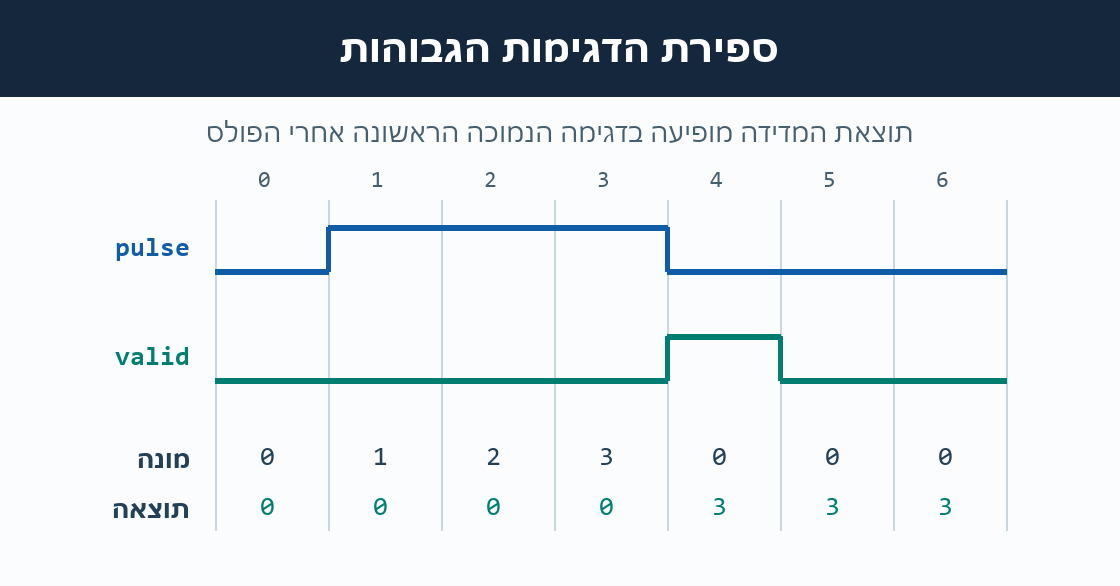 ספירת הדגימות הגבוהות
תוצאת המדידה מופיעה בדגימה הנמוכה הראשונה אחרי הפולס
0 1 2 3 4 5 6
pulse
valid
מונה 0 1 2 3 0 0 0
תוצאה 0 0 0 0 3 3 3